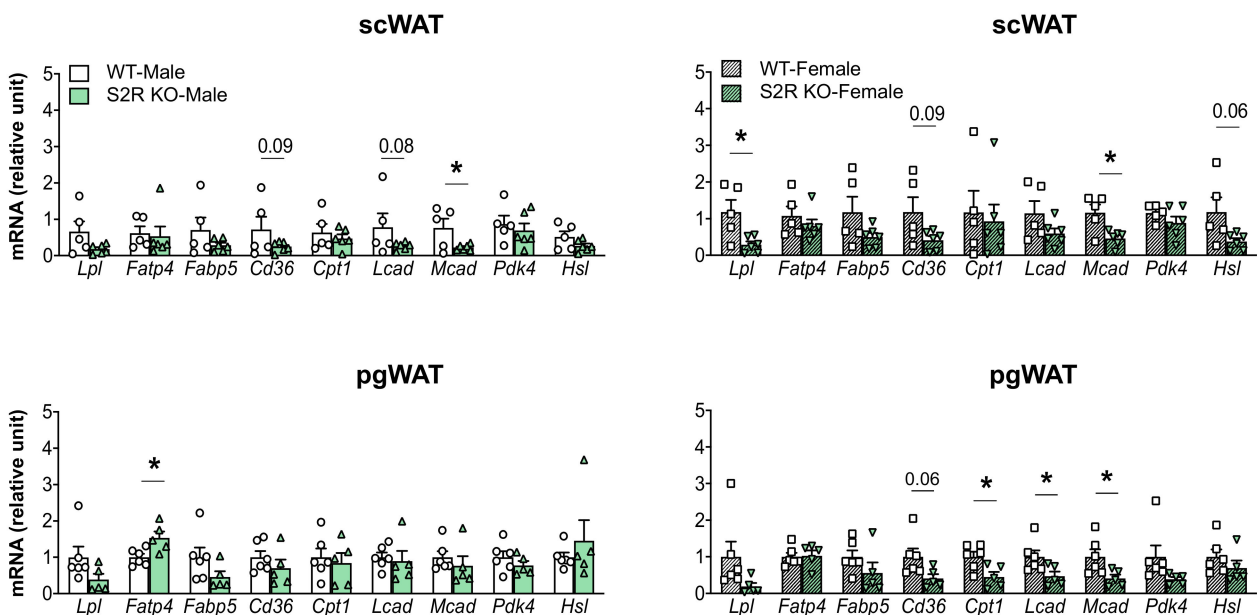 scWAT
mRNA (relative unit)
5
4
3
2
1
0
WT-Male
S2R KO-Male
0.09
0.08
*
Lpl Fatp4 Fabp5 Cd36 Cpt1 Lcad Mcad Pdk4 Hsl
scWAT
5
4
3
2
1
0
WT-Female
S2R KO-Female
*
0.09
*
0.06
Lpl Fatp4 Fabp5 Cd36 Cpt1 Lcad Mcad Pdk4 Hsl
pgWAT
mRNA (relative unit)
5
4
3
2
1
0
*
Lpl Fatp4 Fabp5 Cd36 Cpt1 Lcad Mcad Pdk4 Hsl
pgWAT
5
4
3
2
1
0
0.06
*
*
*
Lpl Fatp4 Fabp5 Cd36 Cpt1 Lcad Mcad Pdk4 Hsl